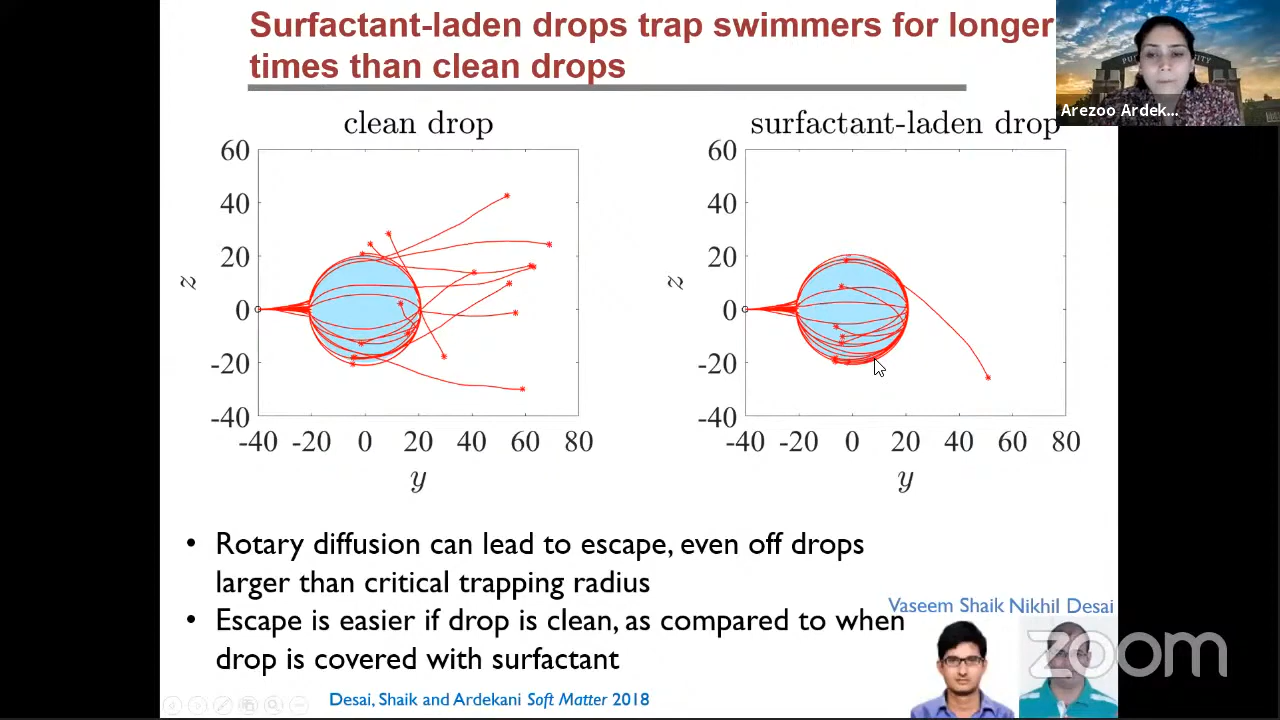 Surfactant-laden drops trap swimmers for longer
times than clean drops
Arezoo Ardek...
clean drop
60
40
20
0
-20
-40
-40 -20 0 20 40 60 80
z
y
surfactant-laden drop
60
40
20
0
-20
-40
-40 -20 0 20 40 60 80
z
y
• Rotary diffusion can lead to escape, even off drops
larger than critical trapping radius
• Escape is easier if drop is clean, as compared to when
drop is covered with surfactant
Vaseem Shaik Nikhil Desai
Desai, Shaik and Ardekani Soft Matter 2018
zoom